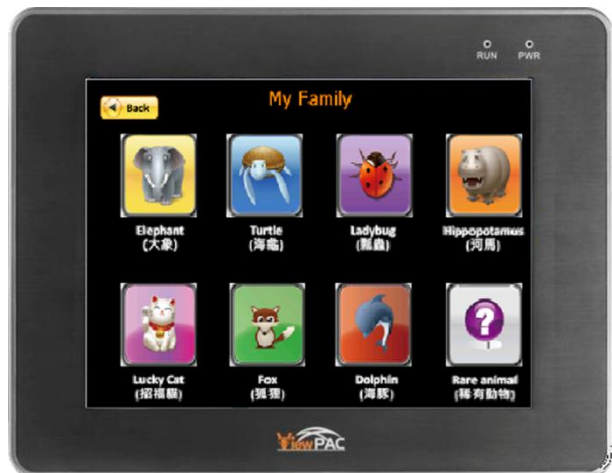 RUN PWR
Back
My Family
Elephant
(大象)
Turtle
(海龜)
Ladybug
(瓢蟲)
Hippopotamus
(河馬)
Lucky Cat
(招福貓)
Fox
(狐狸)
Dolphin
(海豚)
Rare animal
(稀有動物)
?
ViewPAC